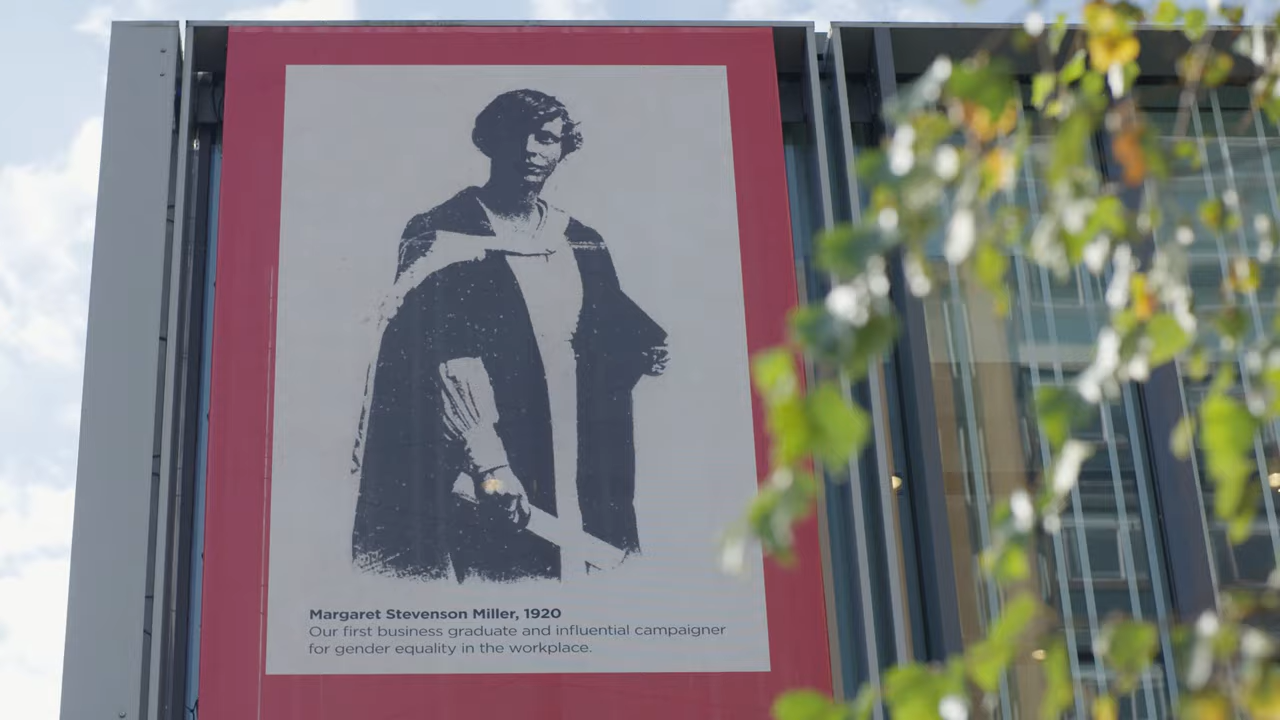 Margaret Stevenson Miller, 1920
Our first business graduate and influential campaigner
for gender equality in the workplace.